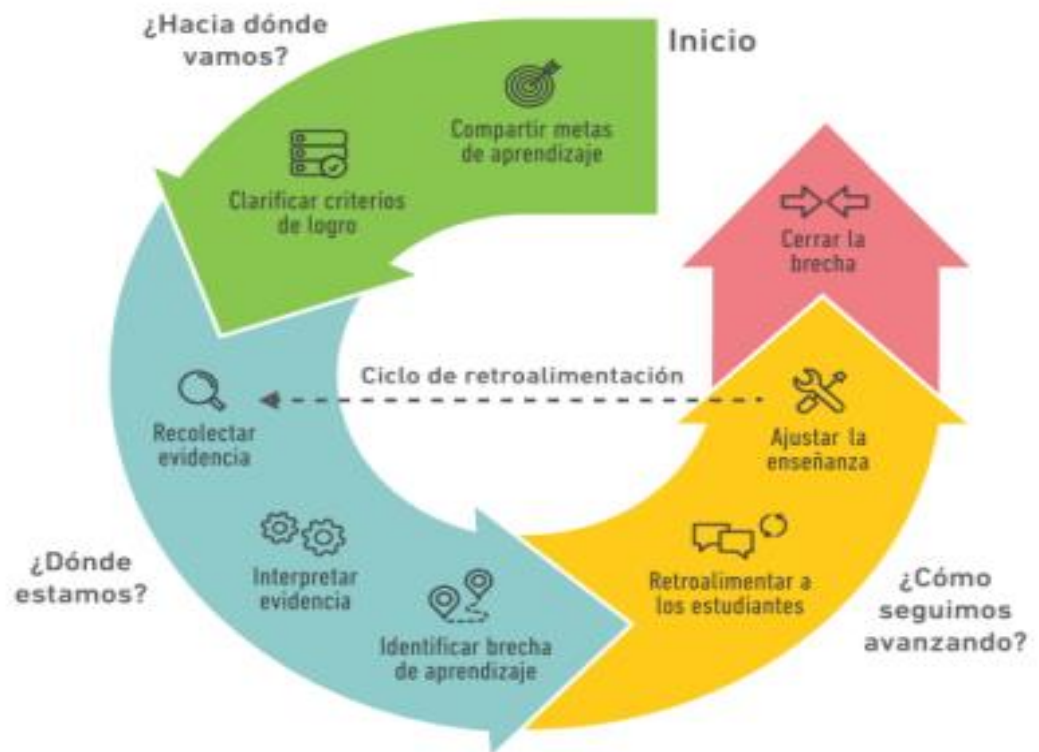 ¿Hacia dónde
vamos?
Inicio
Compartir metas
de aprendizaje
Clarificar criterios
de logro
Cerrar la
brecha
Ciclo de retroalimentación
Recolectar
evidencia
Ajustar la
enseñanza
¿Dónde
estamos?
Interpretar
evidencia
Identificar brecha
de aprendizaje
Retroalimentar a
los estudiantes
¿Cómo
seguimos
avanzando?